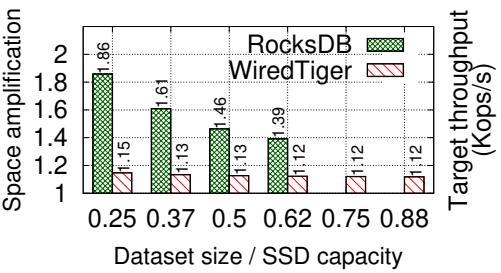 Space amplification
2
1.8
1.6
1.4
1.2
1
RocksDB
WiredTiger
1.86
1.15
1.61
1.13
1.46
1.13
1.39
1.12
1.12
1.12
0.25 0.37 0.5 0.62 0.75 0.88
Dataset size / SSD capacity
Target throughput
(Kops/s)